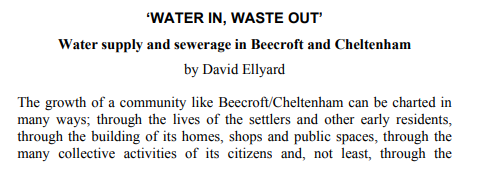 ‘WATER IN, WASTE OUT’
Water supply and sewerage in Beecroft and Cheltenham
by David Ellyard
The growth of a community like Beecroft/Cheltenham can be charted in
many ways; through the lives of the settlers and other early residents,
through the building of its homes, shops and public spaces, through the
many collective activities of its citizens and, not least, through the